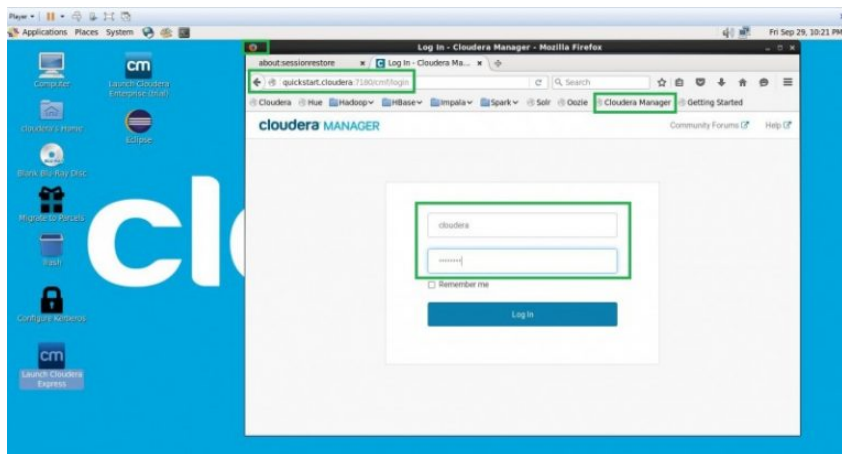 Player
Applications Places System
Fri Sep 29, 10:21 PM
Log In - Cloudera Manager - Mozilla Firefox
about:sessionrestore
Log In - Cloudera Ma...
quickstart.cloudera:7180/cmf/login
Search
Cloudera Hue Hadoop HBase Impala Spark Solr Oozie Cloudera Manager Getting Started
cloudera MANAGER
Community Forums Help
cloudera
Remember me
Log In
Computer
cm
Launch Cloudera
Enterprise (trial)
Cloudera's Home
Eclipse
Blank Blu-Ray Disc
Migrate to Parcels
Trash
Configure Kerberos
cm
Launch Cloudera
Express
clo